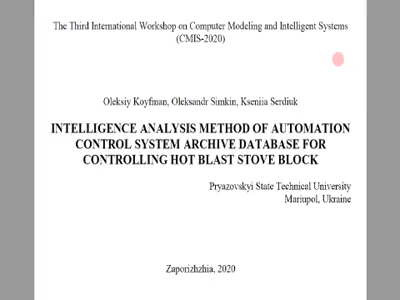 The Third International Workshop on Computer Modeling and Intelligent Systems
(CMIS-2020)
Oleksiy Koyfman, Oleksandr Simkin, Kseniia Serdiuk
INTELLIGENCE ANALYSIS METHOD OF AUTOMATION
CONTROL SYSTEM ARCHIVE DATABASE FOR
CONTROLLING HOT BLAST STOVE BLOCK
Pryazovskyi State Technical University
Mariupol, Ukraine
Zaporizhzhia, 2020